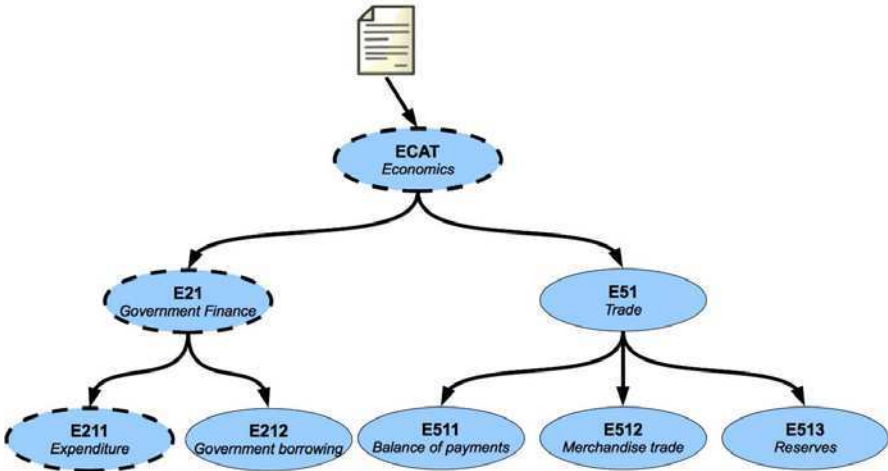 ECAT
Economics
E21
Government Finance
E51
Trade
E211
Expenditure
E212
Government borrowing
E511
Balance of payments
E512
Merchandise trade
E513
Reserves